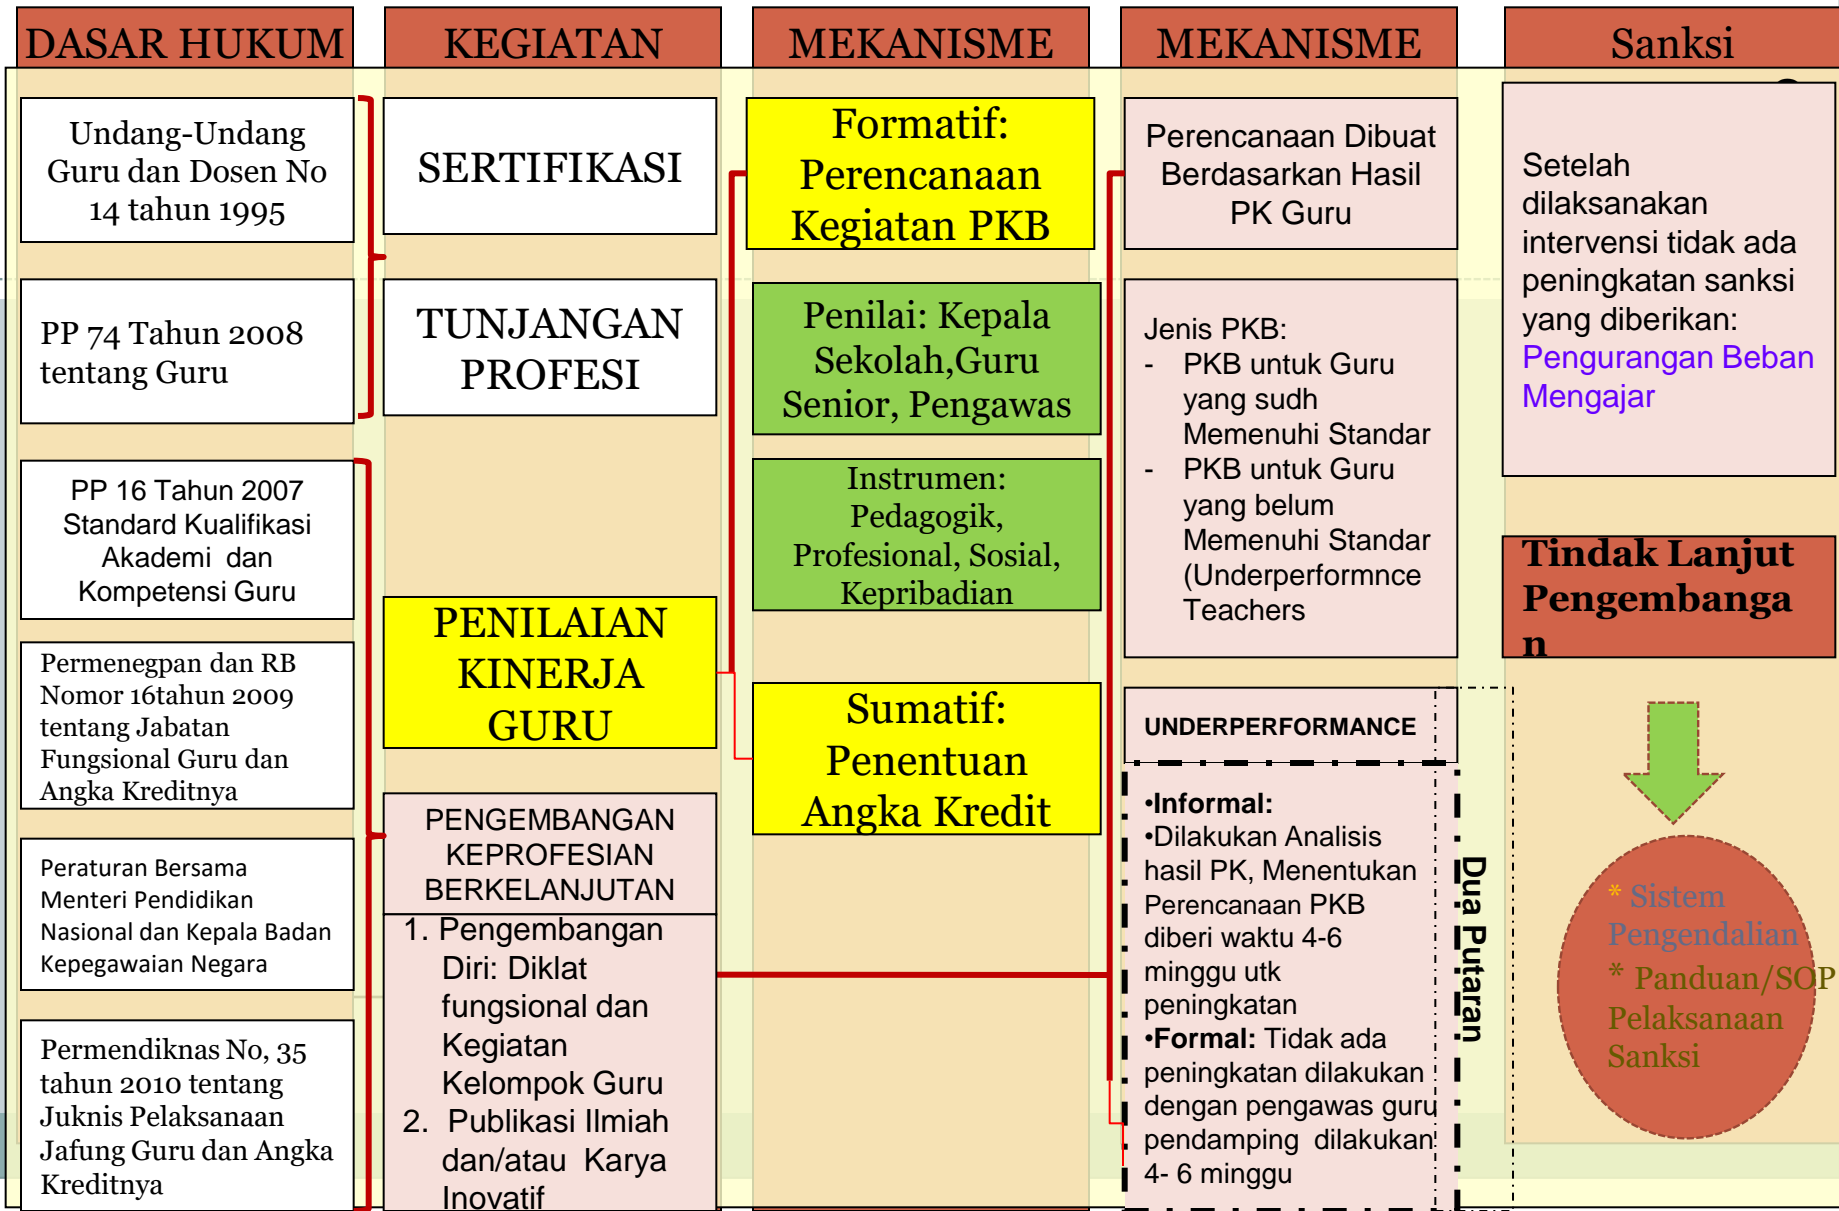 DASAR HUKUM
Undang-Undang
Guru dan Dosen No
14 tahun 1995
PP 74 Tahun 2008
tentang Guru
PP 16 Tahun 2007
Standard Kualifikasi
Akademi dan
Kompetensi Guru
Permenegpan dan RB
Nomor 16tahun 2009
tentang Jabatan
Fungsional Guru dan
Angka Kreditnya
Peraturan Bersama
Menteri Pendidikan
Nasional dan Kepala Badan
Kepegawaian Negara
Permendiknas No, 35
tahun 2010 tentang
Juknis Pelaksanaan
Jafung Guru dan Angka
Kreditnya
KEGIATAN
SERTIFIKASI
TUNJANGAN
PROFESI
PENILAIAN
KINERJA
GURU
PENGEMBANGAN
KEPROFESIAN
BERKELANJUTAN
1. Pengembangan
Diri: Diklat
fungsional dan
Kegiatan
Kelompok Guru
2. Publikasi Ilmiah
dan/atau Karya
Inovatif
MEKANISME
Formatif:
Perencanaan
Kegiatan PKB
Penilai: Kepala
Sekolah,Guru
Senior, Pengawas
Instrumen:
Pedagogik,
Profesional, Sosial,
Kepribadian
Sumatif:
Penentuan
Angka Kredit
MEKANISME
Perencanaan Dibuat
Berdasarkan Hasil
PK Guru
Jenis PKB:
- PKB untuk Guru
yang sudh
Memenuhi Standar
- PKB untuk Guru
yang belum
Memenuhi Standar
(Underperformnce
Teachers
UNDERPERFORMANCE
•Informal:
•Dilakukan Analisis
hasil PK, Menentukan
Perencanaan PKB
diberi waktu 4-6
minggu utk
peningkatan
•Formal: Tidak ada
peningkatan dilakukan
dengan pengawas guru
pendamping dilakukan
4- 6 minggu
Dua Putaran
Sanksi
Setelah
dilaksanakan
intervensi tidak ada
peningkatan sanksi
yang diberikan:
Pengurangan Beban
Mengajar
Tindak Lanjut
Pengembanga
n
* Sistem
Pengendalian
* Panduan/SOP
Pelaksanaan
Sanksi